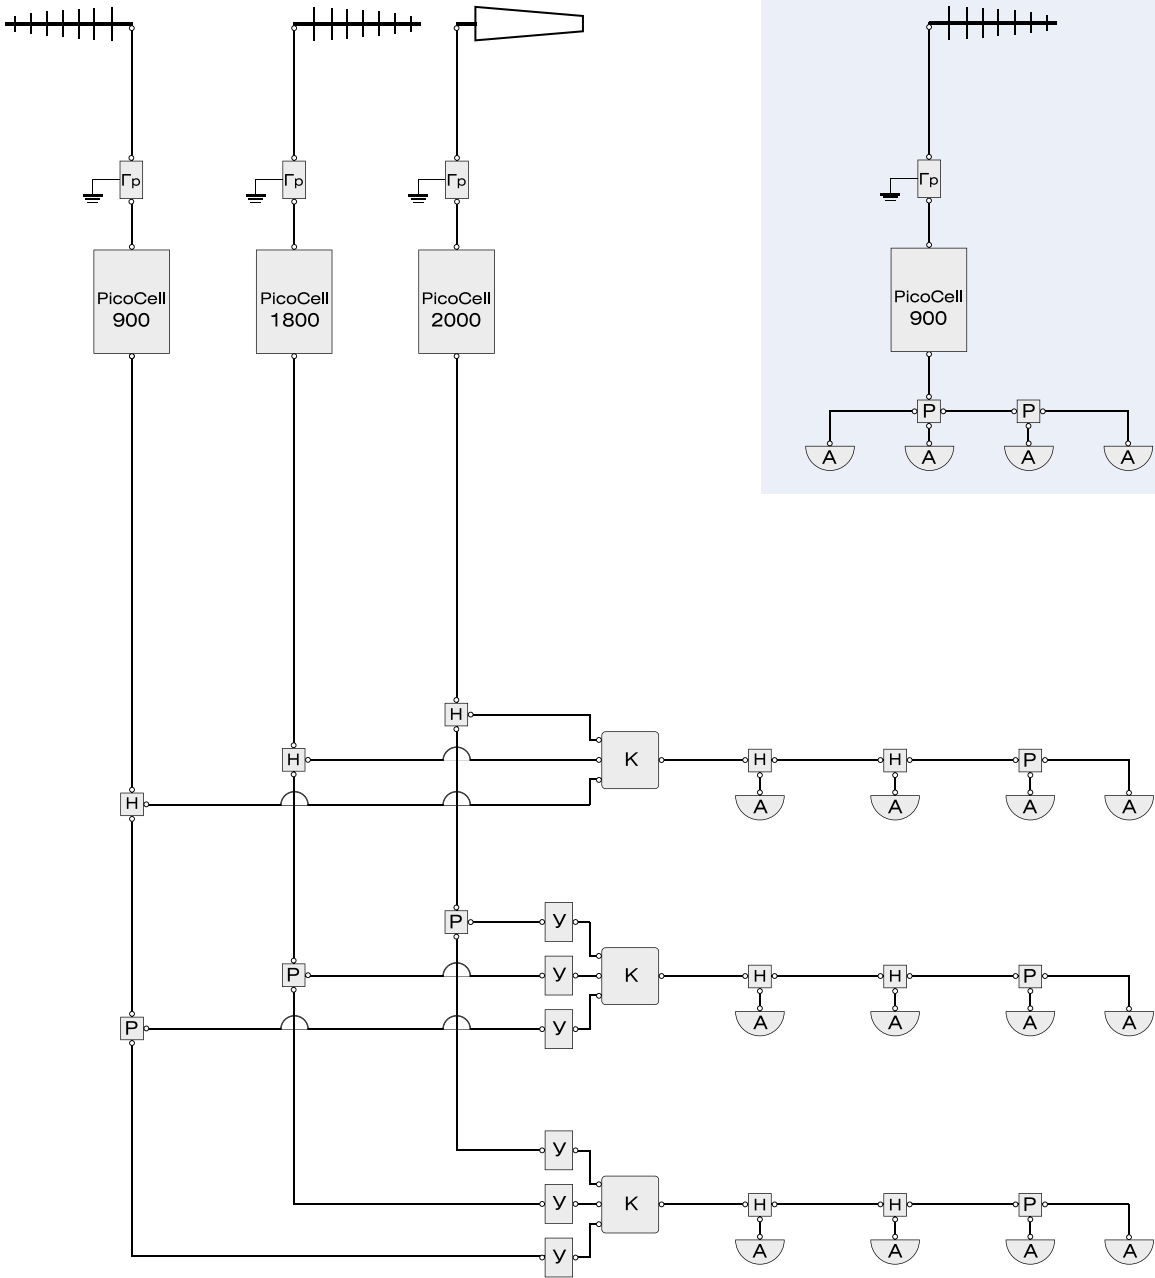 Гр
Гр
Гр
Гр
PicoCell
900
PicoCell
1800
PicoCell
2000
PicoCell
900
Р
Р
А
А
А
А
Н
Н
Н
К
Н
Н
Р
А
А
А
А
Р
Р
Р
У
У
У
К
Н
Н
Р
А
А
А
А
У
У
У
К
Н
Н
Р
А
А
А
А